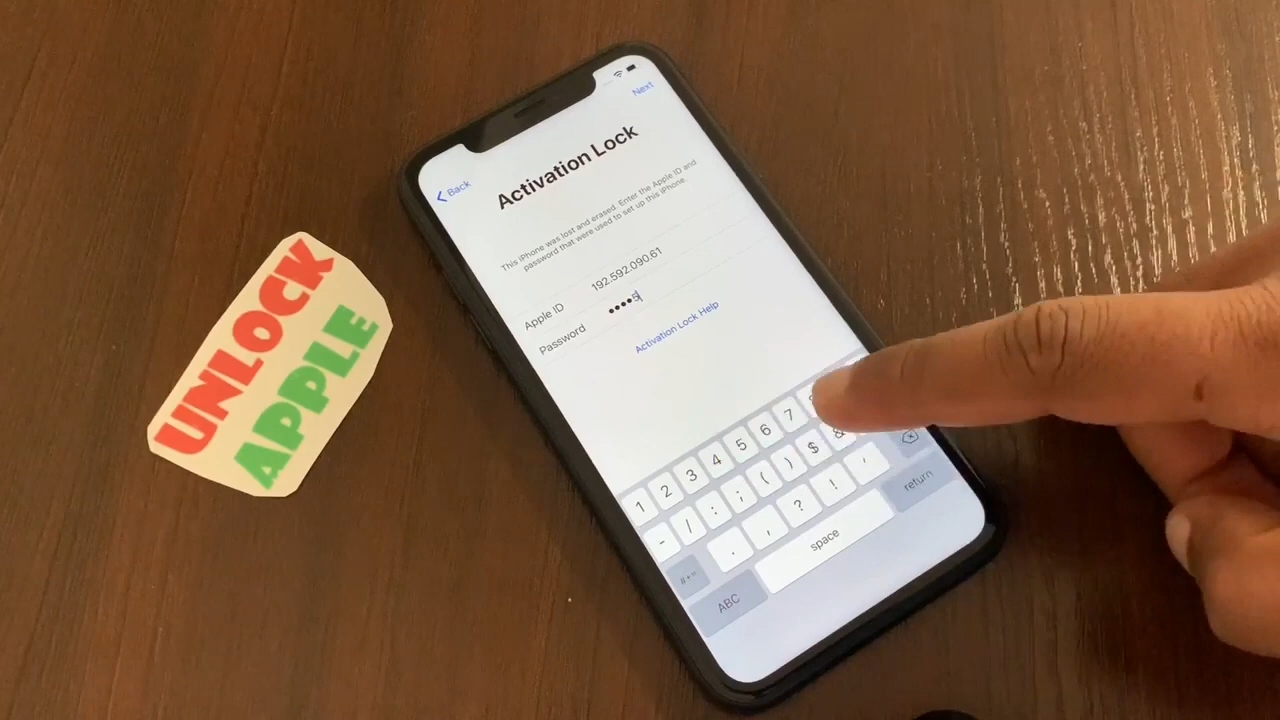 Next
Back
Activation Lock
This iPhone was lost and erased. Enter the Apple ID and
password that were used to set up this iPhone.
Apple ID 192.592.090.61
Password ••••5
Activation Lock Help
UNLOCK
APPLE
1 2 3 4 5 6 7
- / : ; ( ) $ &
#+= . , ? ! '
ABC space return